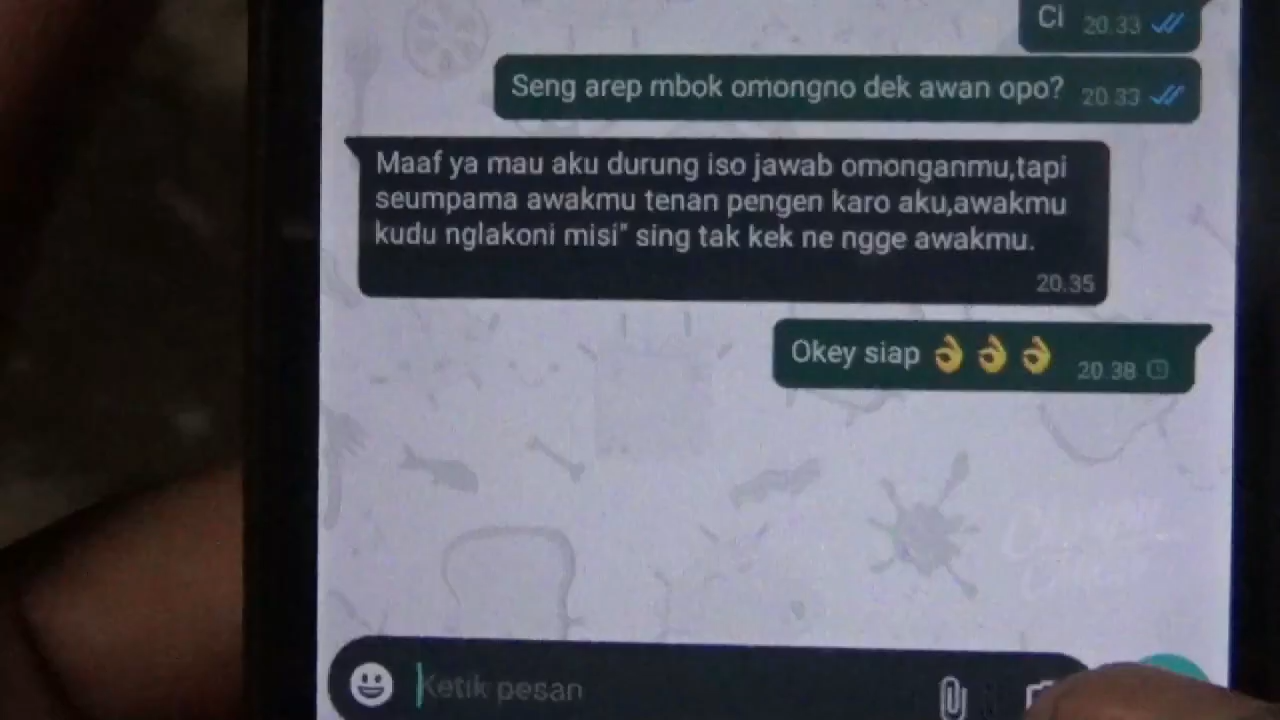 Ci 20.33
Seng arep mbok omongno dek awan opo? 20.33
Maaf ya mau aku durung iso jawab omonganmu,tapi
seumpama awakmu tenan pengen karo aku,awakmu
kudu nglakoni misi" sing tak kek ne ngge awakmu.
20.35
Okey siap 👌👌👌 20.38
Ketik pesan